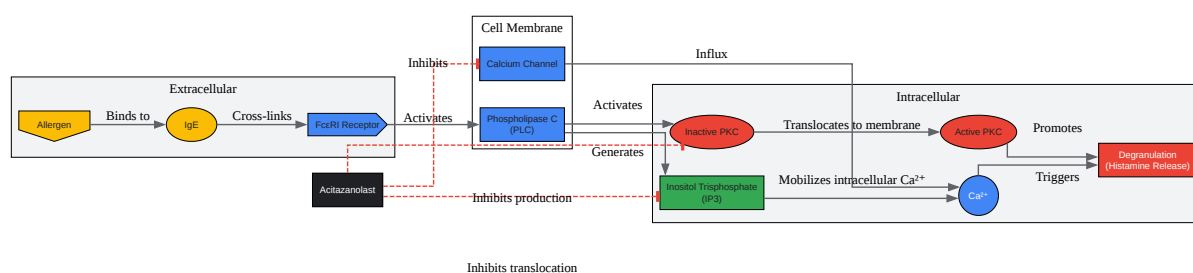 Cell Membrane
Calcium Channel
Inhibits
Influx
Extracellular
Allergen
Binds to
IgE
Cross-links
FcεRI Receptor
Activates
Phospholipase C
(PLC)
Activates
Generates
Intracellular
Inactive PKC
Translocates to membrane
Active PKC
Promotes
Degranulation
(Histamine Release)
Triggers
Acitazanolast
Inhibits production
Inositol Trisphosphate
(IP3)
Mobilizes intracellular Ca²⁺
Ca²⁺
Inhibits translocation